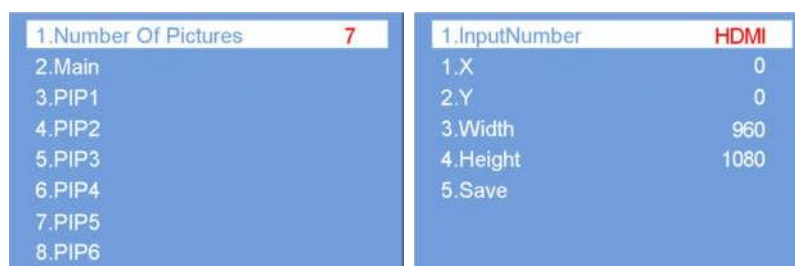 1.Number Of Pictures 7
2.Main
3.PIP1
4.PIP2
5.PIP3
6.PIP4
7.PIP5
8.PIP6
1.InputNumber HDMI
1.X 0
2.Y 0
3.Width 960
4.Height 1080
5.Save